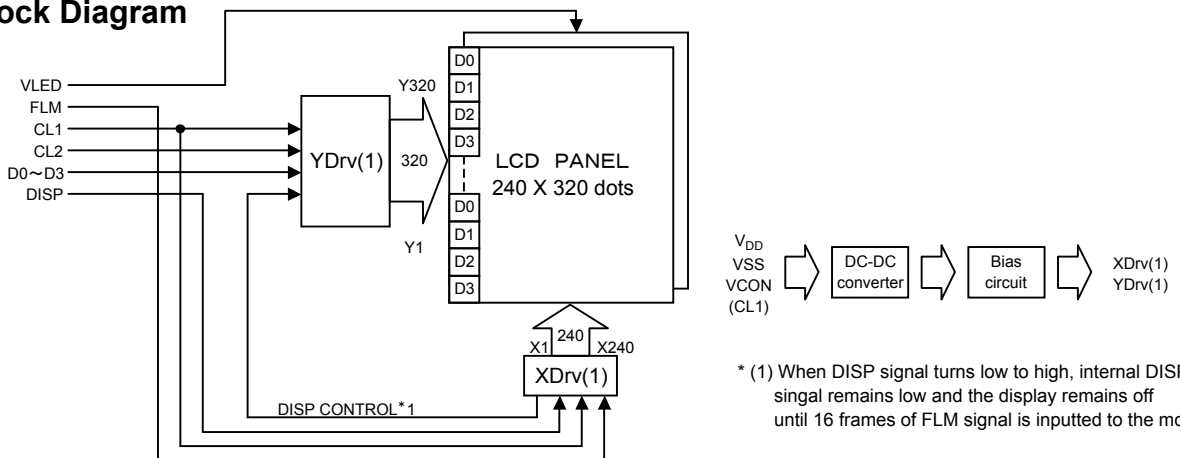 ock Diagram
VLED
FLM
CL1
CL2
D0～D3
DISP
YDrv(1)
Y320
320
Y1
D0
D1
D2
D3
D0
D1
D2
D3
LCD PANEL
240 X 320 dots
X1
240
X240
XDrv(1)
DISP CONTROL*1
VDD
VSS
VCON
(CL1)
DC-DC
converter
Bias
circuit
XDrv(1)
YDrv(1)
* (1) When DISP signal turns low to high, internal DISP
singal remains low and the display remains off
until 16 frames of FLM signal is inputted to the mo